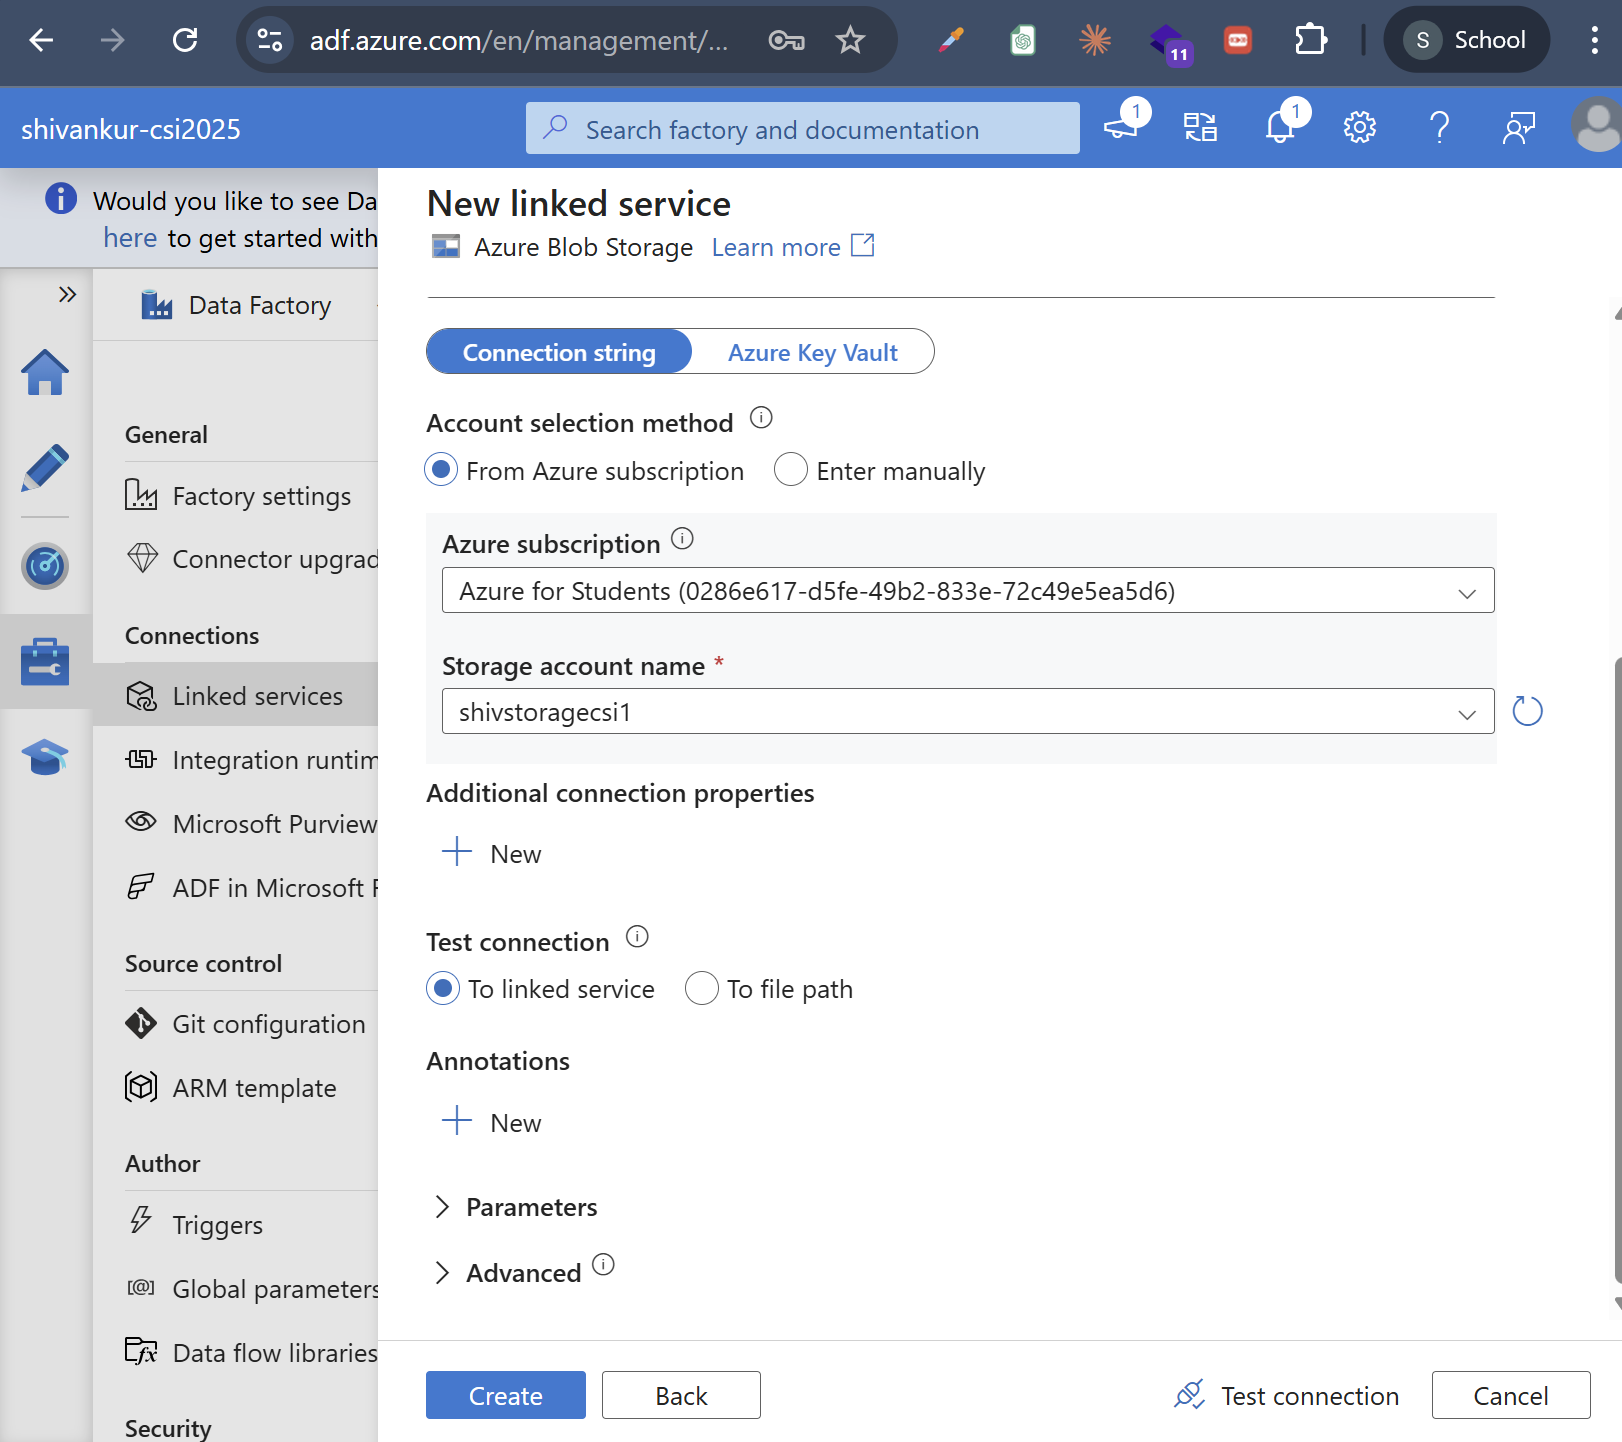 adf.azure.com/en/management/...
11
S School
shivankur-csi2025
Search factory and documentation
1
1
Would you like to see Da
here to get started with
Data Factory
General
Factory settings
Connector upgrad
Connections
Linked services
Integration runtim
Microsoft Purview
ADF in Microsoft F
Source control
Git configuration
ARM template
Author
Triggers
Global parameters
Data flow libraries
Security
New linked service
Azure Blob Storage Learn more
Connection string Azure Key Vault
Account selection method
From Azure subscription Enter manually
Azure subscription
Azure for Students (0286e617-d5fe-49b2-833e-72c49e5ea5d6)
Storage account name *
shivstoragecsi1
Additional connection properties
New
Test connection
To linked service To file path
Annotations
New
Parameters
Advanced
Create Back Test connection Cancel